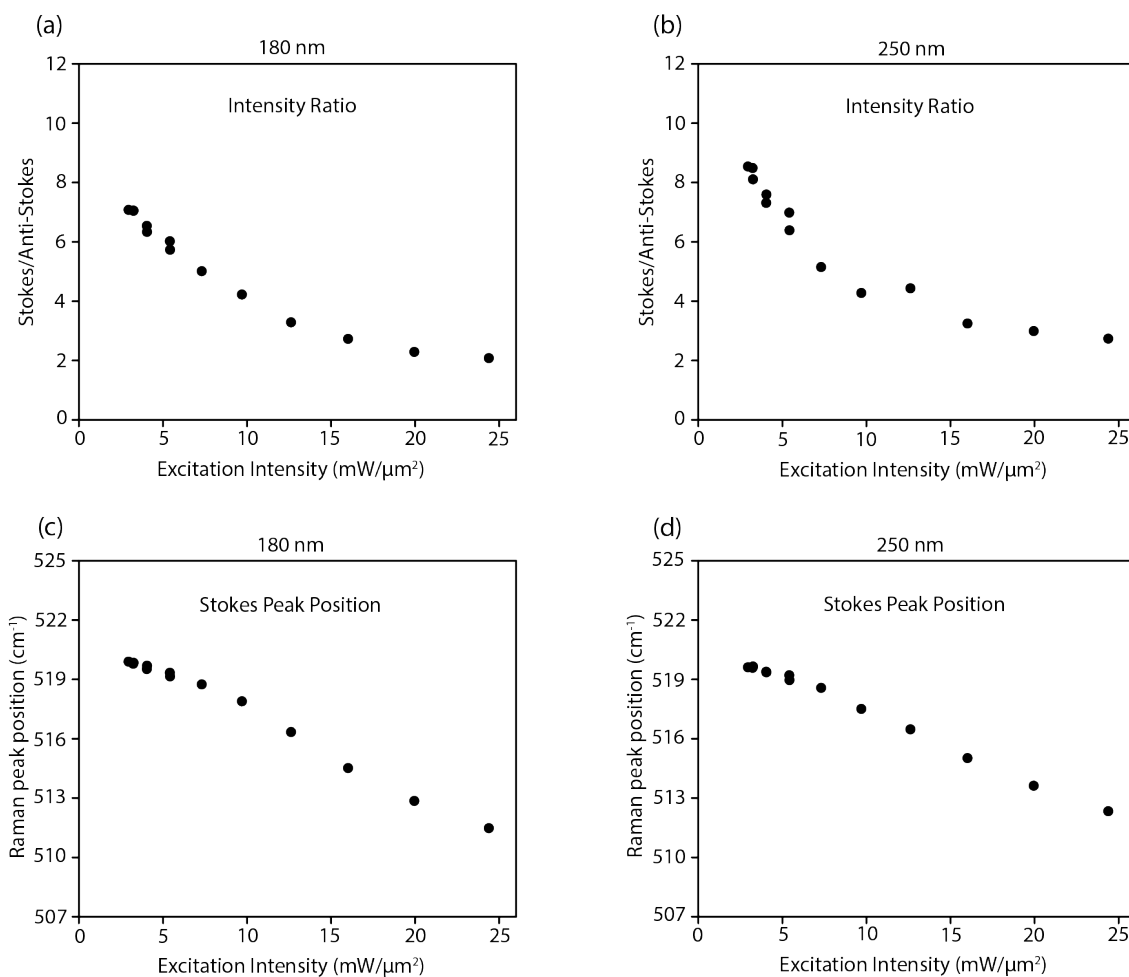 (a)
180 nm
Intensity Ratio
Stokes/Anti-Stokes
12
10
8
6
4
2
0
0 5 10 15 20 25
Excitation Intensity (mW/μm²)
(b)
250 nm
Intensity Ratio
Stokes/Anti-Stokes
12
10
8
6
4
2
0
0 5 10 15 20 25
Excitation Intensity (mW/μm²)
(c)
180 nm
Stokes Peak Position
Raman peak position (cm⁻¹)
525
522
519
516
513
510
507
0 5 10 15 20 25
Excitation Intensity (mW/μm²)
(d)
250 nm
Stokes Peak Position
Raman peak position (cm⁻¹)
525
522
519
516
513
510
507
0 5 10 15 20 25
Excitation Intensity (mW/μm²)